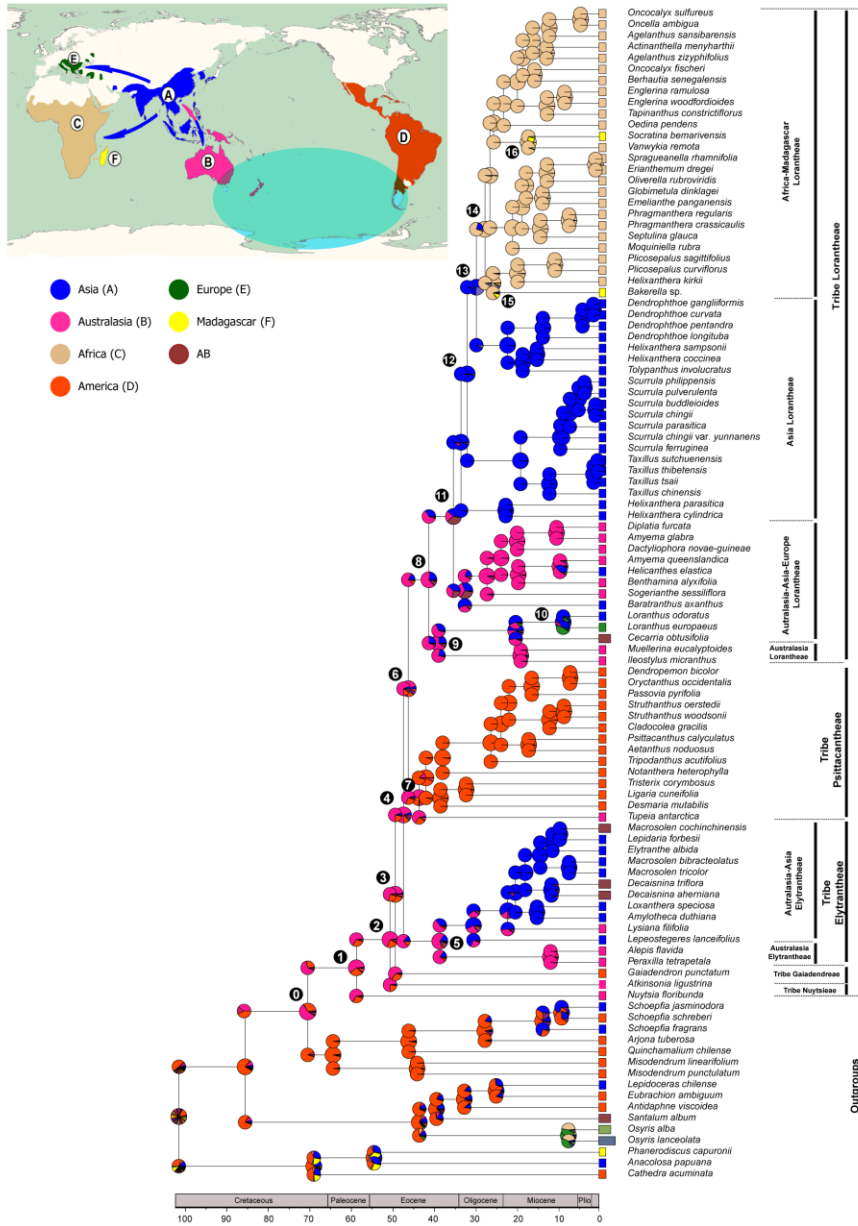 E
A
C
F
B
D
Asia (A)
Europe (E)
Australasia (B)
Madagascar (F)
Africa (C)
AB
America (D)
Oncocalyx sulfureus
Oncella ambigua
Agelanthus sansibarensis
Actinanthella menyharthii
Agelanthus zizyphifolius
Oncocalyx fischeri
Berhautia senegalensis
Englerina ramulosa
Englerina woodfordioides
Tapinanthus constrictiflorus
Oedina pendens
Socratina bemarivensis
16
Vanwykia remota
Spragueanella rhamnifolia
Erianthemum dregei
Oliverella rubroviridis
Globimetula dinklagei
Emelianthe panganensis
14
Phragmanthera regularis
Phragmanthera crassicaulis
Septulina glauca
Moquiniella rubra
Plicosepalus sagittifolius
13
Plicosepalus curviflorus
Helixanthera kirkii
Bakerella sp.
15
Dendrophthoe gangliiformis
Dendrophthoe curvata
Dendrophthoe pentandra
Dendrophthoe longituba
Helixanthera sampsonii
12
Helixanthera coccinea
Tolypanthus involucratus
Scurrula philippensis
Scurrula pulverulenta
Scurrula buddleioides
Scurrula chingii
Scurrula parasitica
Scurrula chingii var. yunnanens
Scurrula ferruginea
Taxillus sutchuenensis
Taxillus thibetensis
Taxillus tsaii
11
Taxillus chinensis
Helixanthera parasitica
Helixanthera cylindrica
Diplatia furcata
Amyema glabra
Dactyliophora novae-guineae
8
Amyema queenslandica
Helicanthes elastica
Benthamina alyxifolia
Sogerianthe sessiliflora
Baratranthus axanthus
10
Loranthus odoratus
Loranthus europaeus
Cecarria obtusifolia
9
Muellerina eucalyptoides
Ileostylus micranthus
6
Dendropemon bicolor
Oryctanthus occidentalis
Passovia pyrifolia
Struthanthus oerstedii
Struthanthus woodsonii
Cladocolea gracilis
Psittacanthus calyculatus
Aetanthus noduosus
Tripodanthus acutifolius
Notanthera heterophylla
7
Tristerix corymbosus
4
Ligaria cuneifolia
Desmaria mutabilis
Tupeia antarctica
Macrosolen cochinchinensis
Lepidaria forbesii
Elytranthe albida
Macrosolen bibracteolatus
3
Macrosolen tricolor
Decaisnina triflora
Decaisnina aherniana
Loxanthera speciosa
Amylotheca duthiana
2
Lysiana filifolia
5
Lepeostegeres lanceifolius
1
Alepis flavida
Peraxilla tetrapetala
Gaiadendron punctatum
Atkinsonia ligustrina
0
Nuytsia floribunda
Schoepfia jasminodora
Schoepfia schreberi
Schoepfia fragrans
Arjona tuberosa
Quinchamalium chilense
Misodendrum linearifolium
Misodendrum punctulatum
Lepidoceras chilense
Eubrachion ambiguum
Antidaphne viscoidea
Santalum album
Osyris alba
Osyris lanceolata
Phanerodiscus capuronii
Anacolosa papuana
Cathedra acuminata
Africa-Madagascar
Lorantheae
Asia Lorantheae
Autralasia-Asia-Europe
Lorantheae
Australasia
Lorantheae
Tribe Lorantheae
Tribe
Psittacantheae
Autralasia-Asia
Elytrantheae
Australasia
Elytrantheae
Tribe
Elytrantheae
Tribe Gaiadendreae
Tribe Nuytsieae
Outgroups
Cretaceous
Paleocene
Eocene
Oligocene
Miocene
Plio
100
90
80
70
60
50
40
30
20
10
0